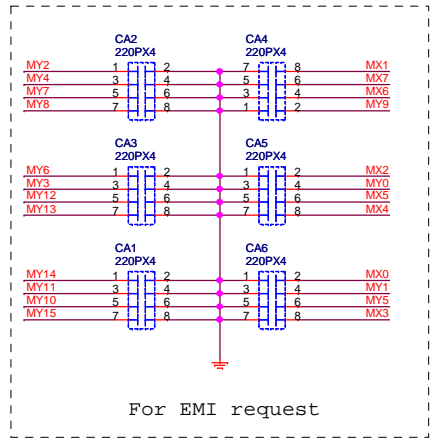 CA2 CA4
220PX4 220PX4
MY2 1 2 7 8 MX1
MY4 3 4 5 6 MX7
MY7 5 6 3 4 MX6
MY8 7 8 1 2 MY9
CA3 CA5
220PX4 220PX4
MY6 1 2 1 2 MX2
MY3 3 4 3 4 MY0
MY12 5 6 5 6 MX5
MY13 7 8 7 8 MX4
CA1 CA6
220PX4 220PX4
MY14 1 2 1 2 MX0
MY11 3 4 3 4 MY1
MY10 5 6 5 6 MY5
MY15 7 8 7 8 MX3
For EMI request